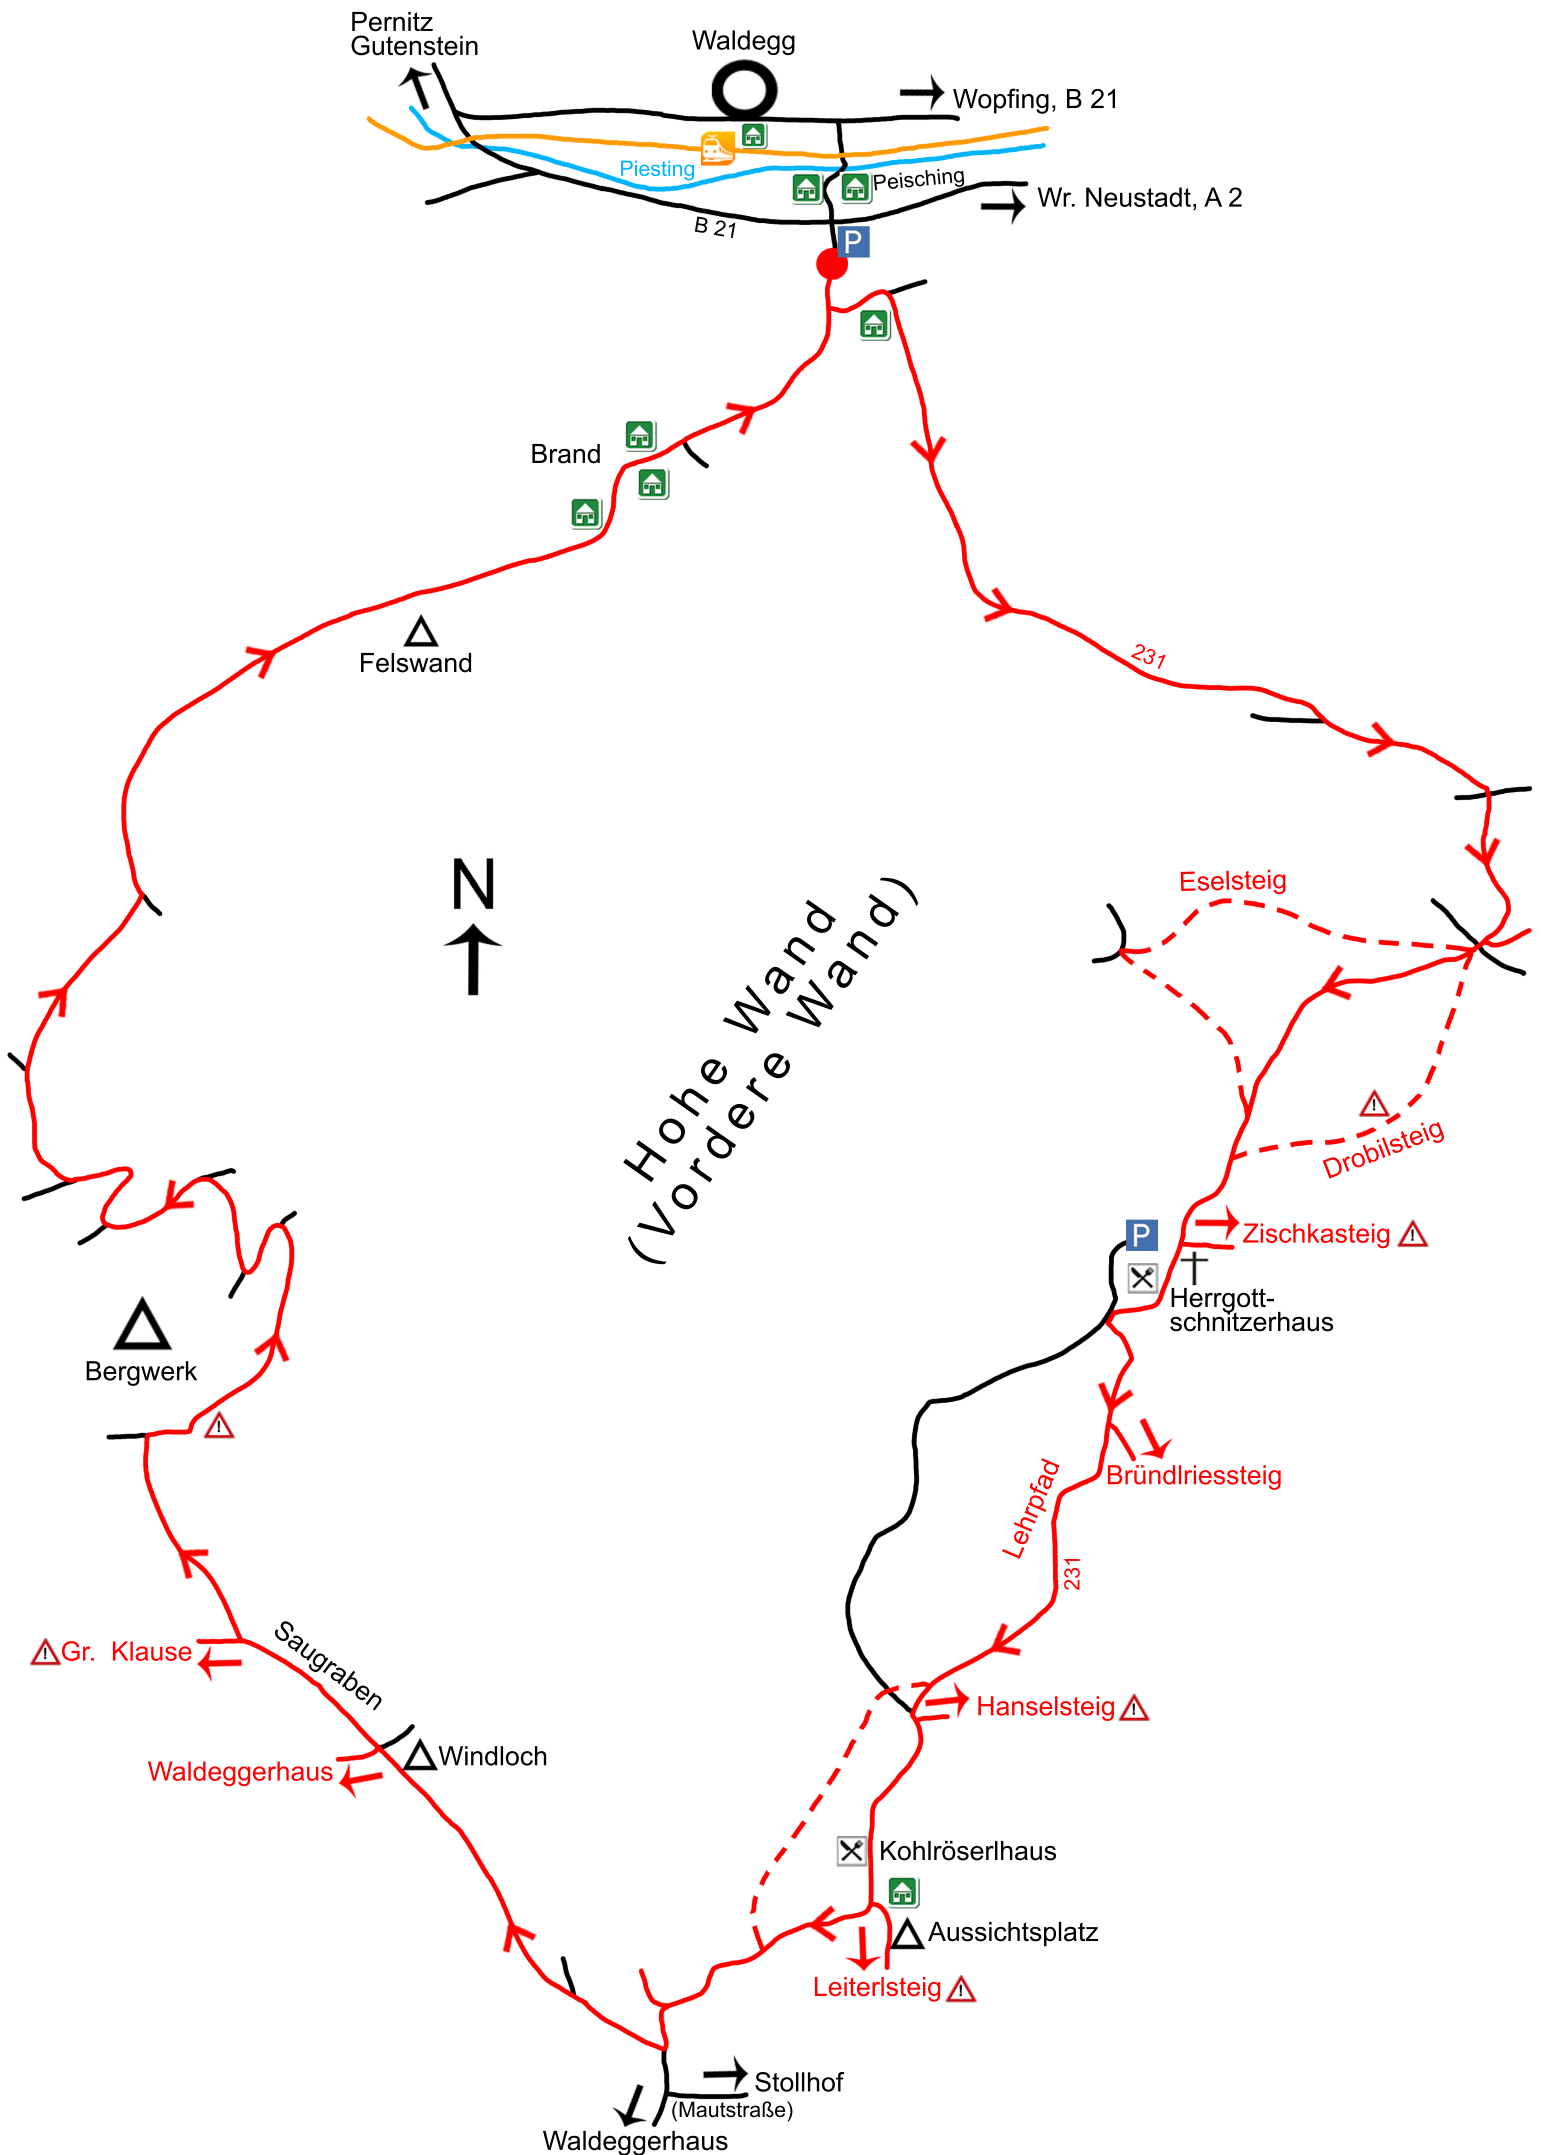 Pernitz
Gutenstein
Waldegg
Wopfing, B 21
Piesting
Peisching
Wr. Neustadt, A 2
B 21
P
Brand
Felswand
231
N
Eselsteig
Hohe Wand
(Vordere Wand)
! 
Drobilsteig
P
Zischkasteig !
Herrgott-
schnitzerhaus
Bergwerk
!
Bründlriessteig
Lehrpfad
231
Saugraben
! Gr. Klause
Hanselsteig !
Windloch
Waldeggerhaus
Kohlröserlhaus
Aussichtsplatz
Leiterlsteig !
Stollhof
(Mautstraße)
Waldeggerhaus